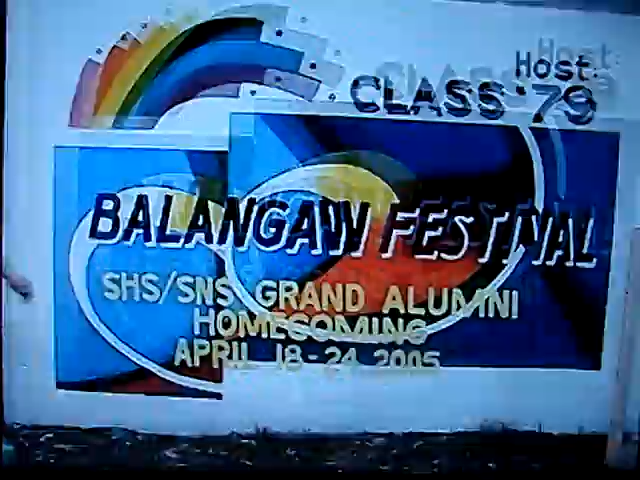 Host:
CLASS '79
BALANGAW FESTIVAL
SHS/SNS GRAND ALUMNI
HOMECOMING
APRIL 18-24 2005